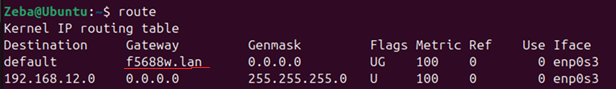 Zeba@Ubuntu:~$ route
Kernel IP routing table
Destination Gateway Genmask Flags Metric Ref Use Iface
default f5688w.lan 0.0.0.0 UG 100 0 0 enp0s3
192.168.12.0 0.0.0.0 255.255.255.0 U 100 0 0 enp0s3